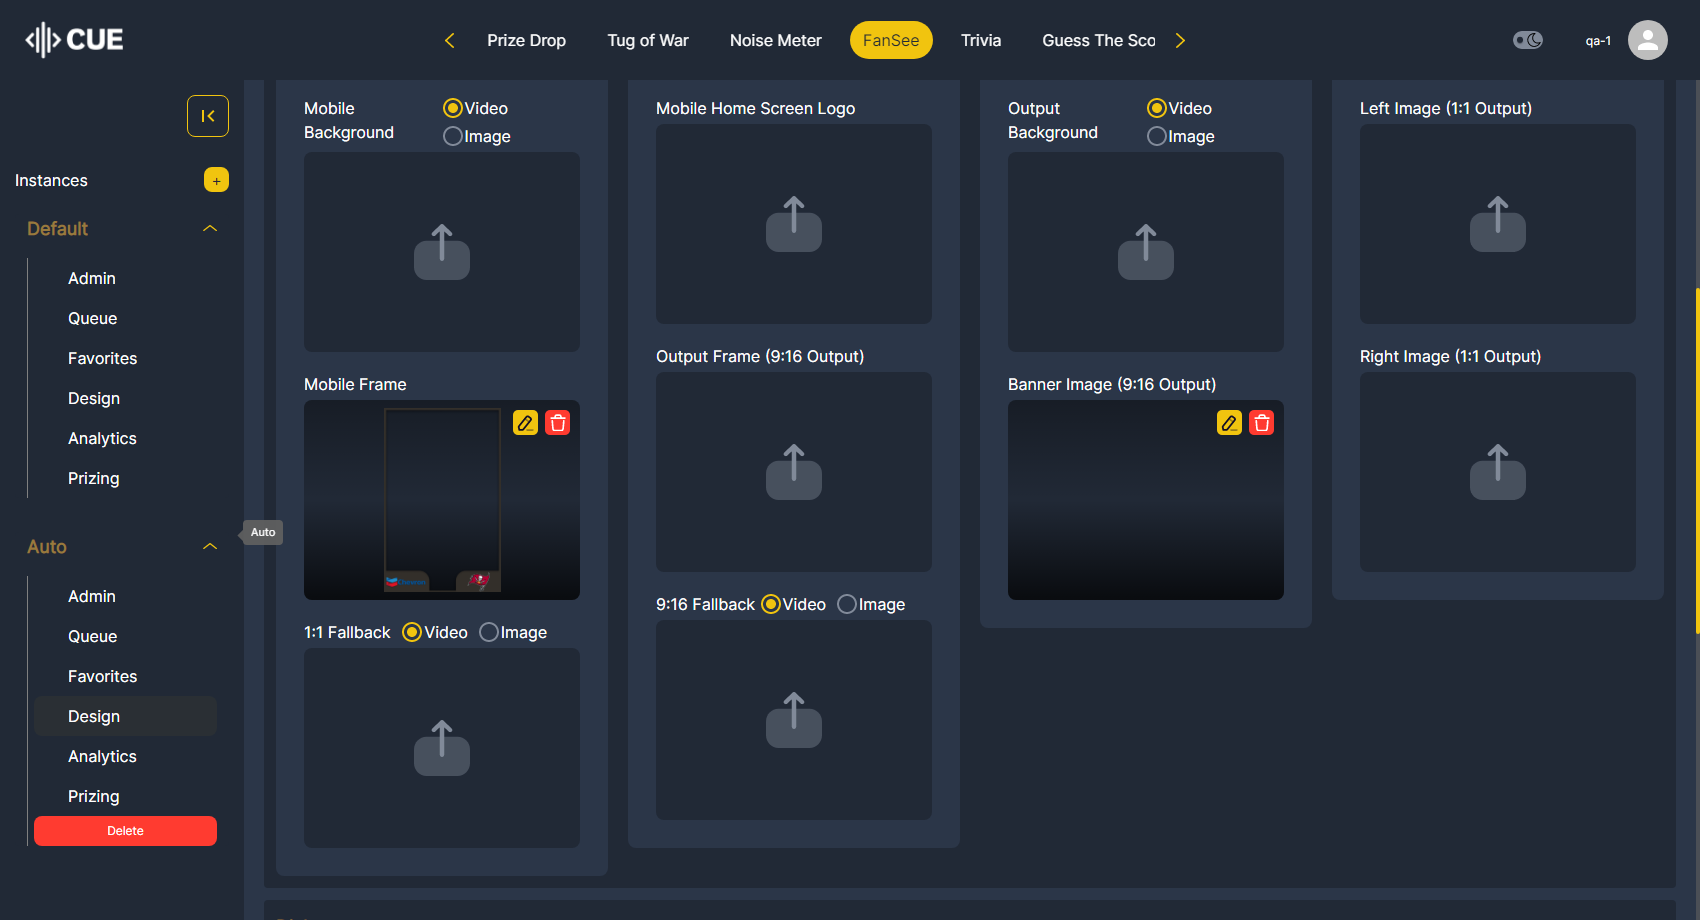 CUE
Prize Drop
Tug of War
Noise Meter
FanSee
Trivia
Guess The Sco
qa-1
Instances
+
Default
Admin
Queue
Favorites
Design
Analytics
Prizing
Auto
Auto
Admin
Queue
Favorites
Design
Analytics
Prizing
Delete
Mobile
Background
Video
Image
Mobile Frame
1:1 Fallback
Video
Image
Mobile Home Screen Logo
Output Frame (9:16 Output)
9:16 Fallback
Video
Image
Output
Background
Video
Image
Banner Image (9:16 Output)
Left Image (1:1 Output)
Right Image (1:1 Output)